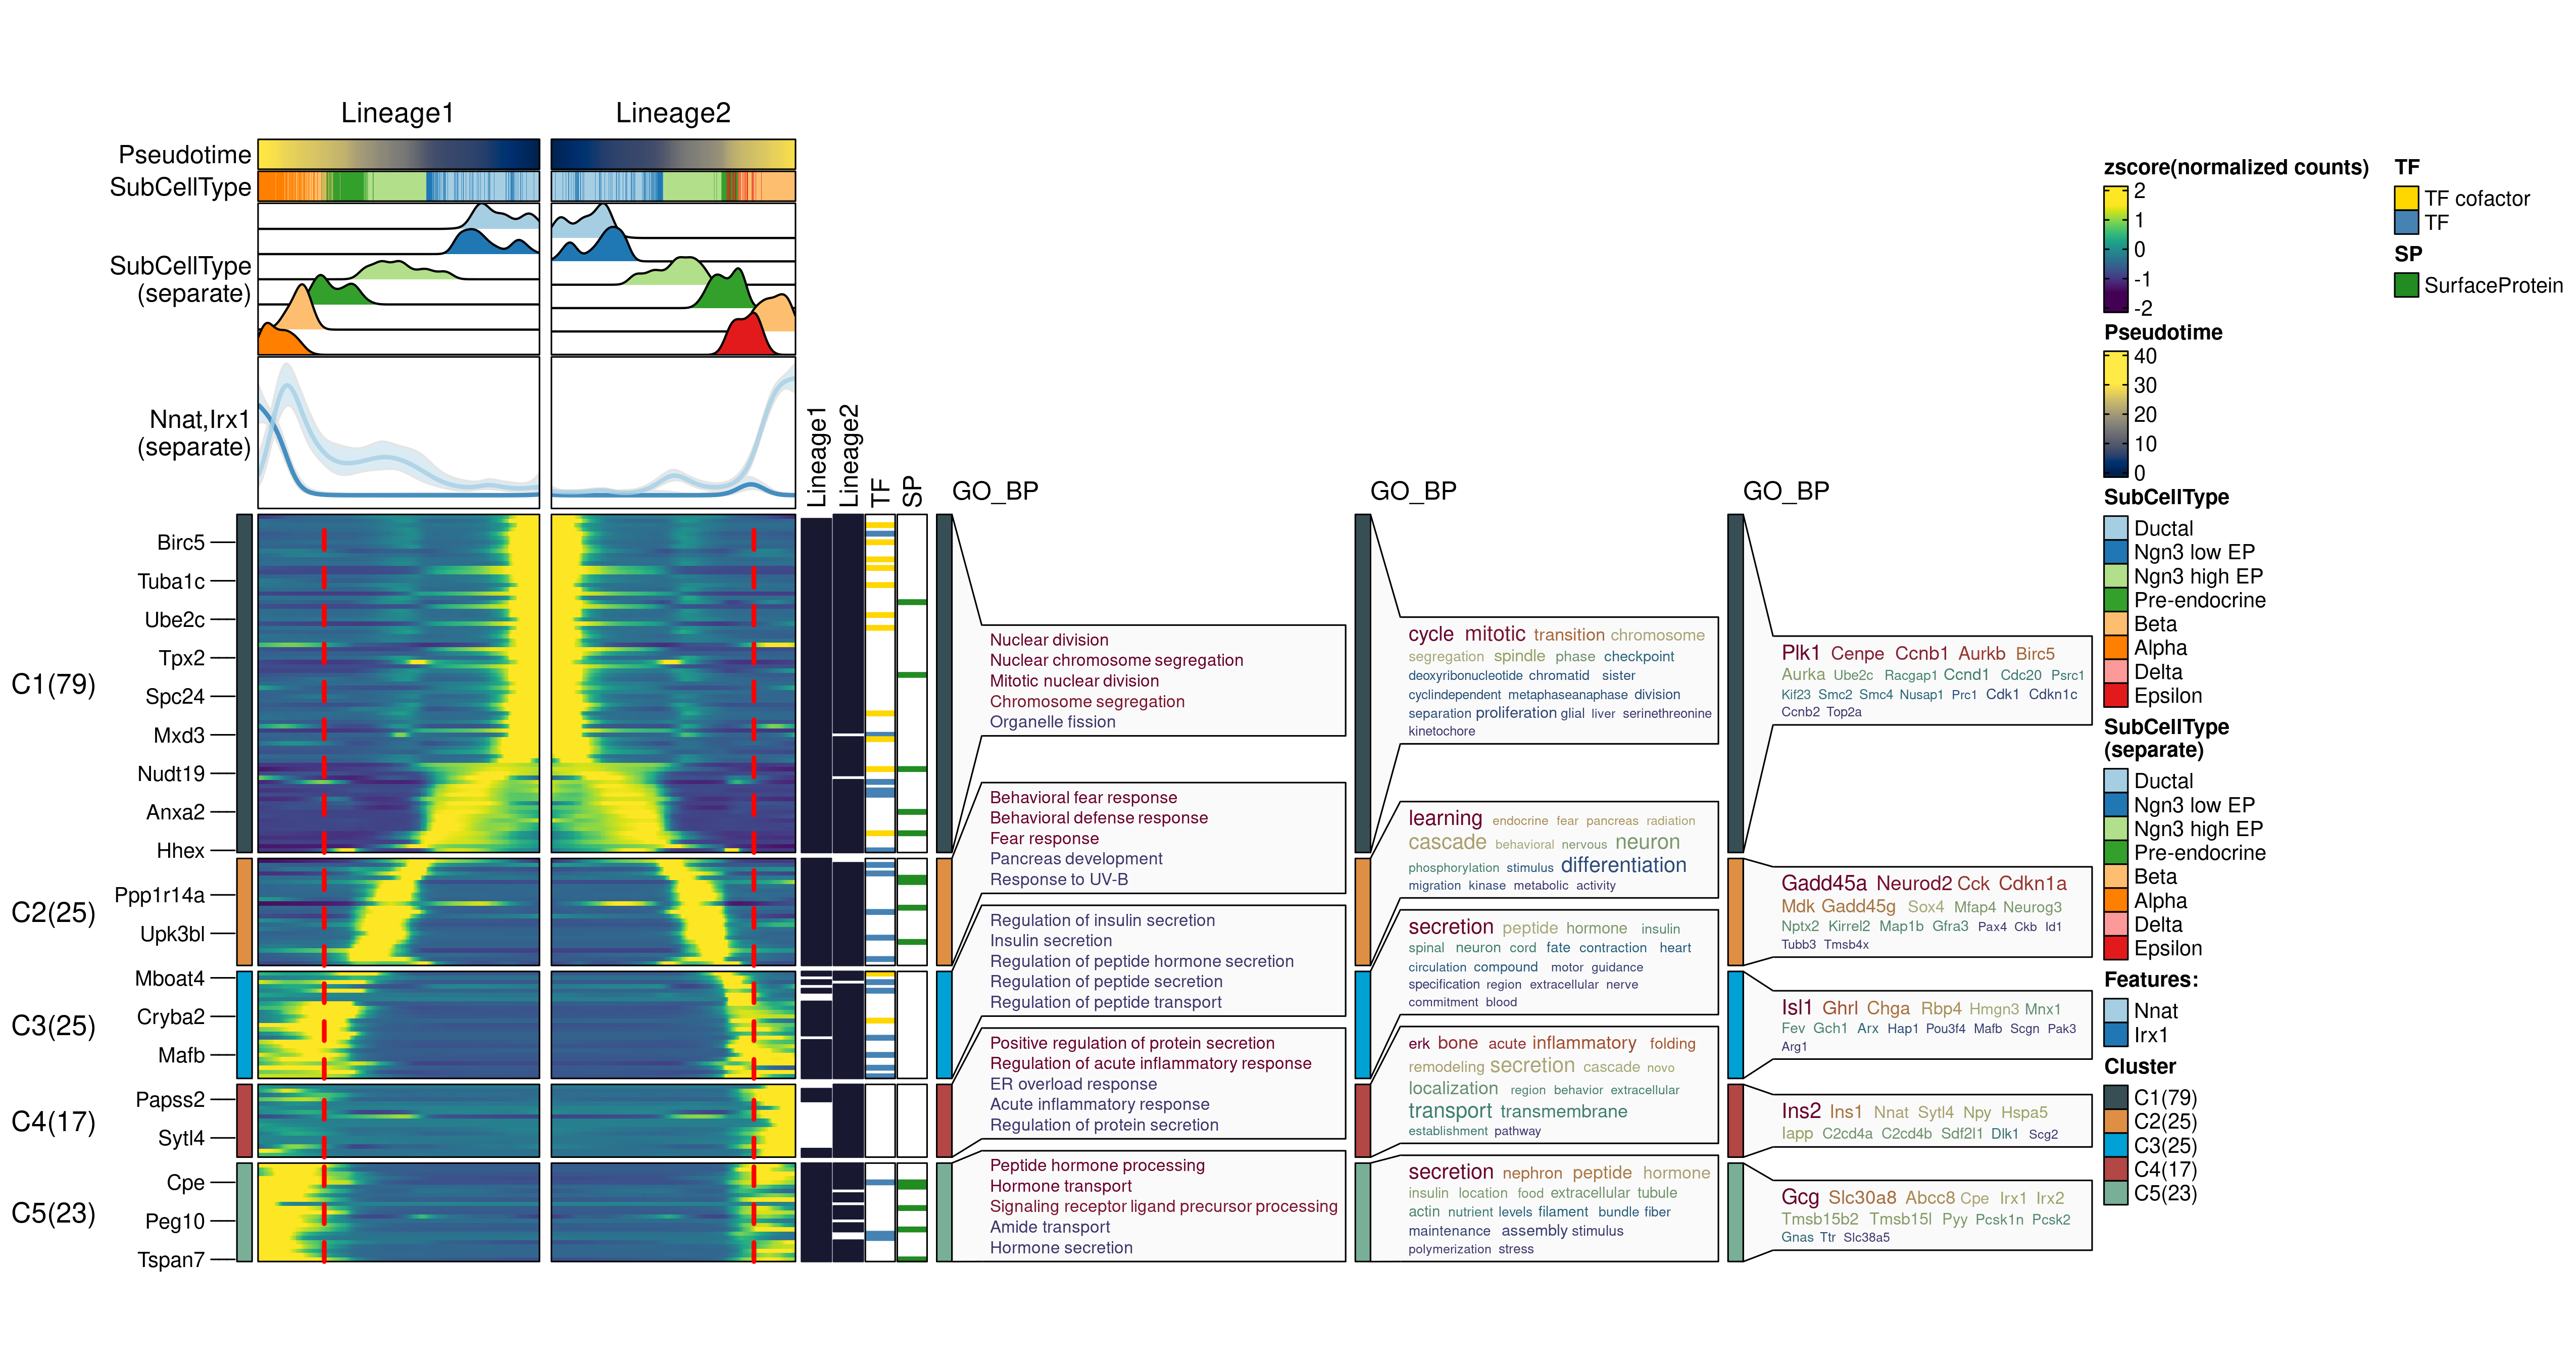 Lineage1
Lineage2
Pseudotime
SubCellType
SubCellType
(separate)
Nnat,Irx1
(separate)
Lineage1
Lineage2
TF
SP
C1(79)
C2(25)
C3(25)
C4(17)
C5(23)
Birc5
Tuba1c
Ube2c
Tpx2
Spc24
Mxd3
Nudt19
Anxa2
Hhex
Ppp1r14a
Upk3bl
Mboat4
Cryba2
Mafb
Papss2
Sytl4
Cpe
Peg10
Tspan7
GO_BP
Nuclear division
Nuclear chromosome segregation
Mitotic nuclear division
Chromosome segregation
Organelle fission
Behavioral fear response
Behavioral defense response
Fear response
Pancreas development
Response to UV-B
Regulation of insulin secretion
Insulin secretion
Regulation of peptide hormone secretion
Regulation of peptide secretion
Regulation of peptide transport
Positive regulation of protein secretion
Regulation of acute inflammatory response
ER overload response
Acute inflammatory response
Regulation of protein secretion
Peptide hormone processing
Hormone transport
Signaling receptor ligand precursor processing
Amide transport
Hormone secretion
GO_BP
cycle mitotic transition chromosome
segregation spindle phase checkpoint
deoxyribonucleotide chromatid sister
cyclindependent metaphaseanaphase division
separation proliferation glial liver serinethreonine
kinetochore
learning endocrine fear pancreas radiation
cascade behavioral nervous neuron
phosphorylation stimulus differentiation
migration kinase metabolic activity
secretion peptide hormone insulin
spinal neuron cord fate contraction heart
circulation compound motor guidance
specification region extracellular nerve
commitment blood
erk bone acute inflammatory folding
remodeling secretion cascade novo
localization region behavior extracellular
transport transmembrane
establishment pathway
secretion nephron peptide hormone
insulin location food extracellular tubule
actin nutrient levels filament bundle fiber
maintenance assembly stimulus
polymerization stress
GO_BP
Plk1 Cenpe Ccnb1 Aurkb Birc5
Aurka Ube2c Racgap1 Ccnd1 Cdc20 Psrc1
Kif23 Smc2 Smc4 Nusap1 Prc1 Cdk1 Cdkn1c
Ccnb2 Top2a
Gadd45a Neurod2 Cck Cdkn1a
Mdk Gadd45g Sox4 Mfap4 Neurog3
Nptx2 Kirrel2 Map1b Gfra3 Pax4 Ckb Id1
Tubb3 Tmsb4x
Isl1 Ghrl Chga Rbp4 Hmgn3 Mnx1
Fev Gch1 Arx Hap1 Pou3f4 Mafb Scgn Pak3
Arg1
Ins2 Ins1 Nnat Sytl4 Npy Hspa5
Iapp C2cd4a C2cd4b Sdf2l1 Dlk1 Scg2
Gcg Slc30a8 Abcc8 Cpe Irx1 Irx2
Tmsb15b2 Tmsb15l Pyy Pcsk1n Pcsk2
Gnas Ttr Slc38a5
zscore(normalized counts)
2
1
0
-1
-2
Pseudotime
40
30
20
10
0
SubCellType
Ductal
Ngn3 low EP
Ngn3 high EP
Pre-endocrine
Beta
Alpha
Delta
Epsilon
SubCellType
(separate)
Ductal
Ngn3 low EP
Ngn3 high EP
Pre-endocrine
Beta
Alpha
Delta
Epsilon
Features:
Nnat
Irx1
Cluster
C1(79)
C2(25)
C3(25)
C4(17)
C5(23)
TF
TF cofactor
TF
SP
SurfaceProtein